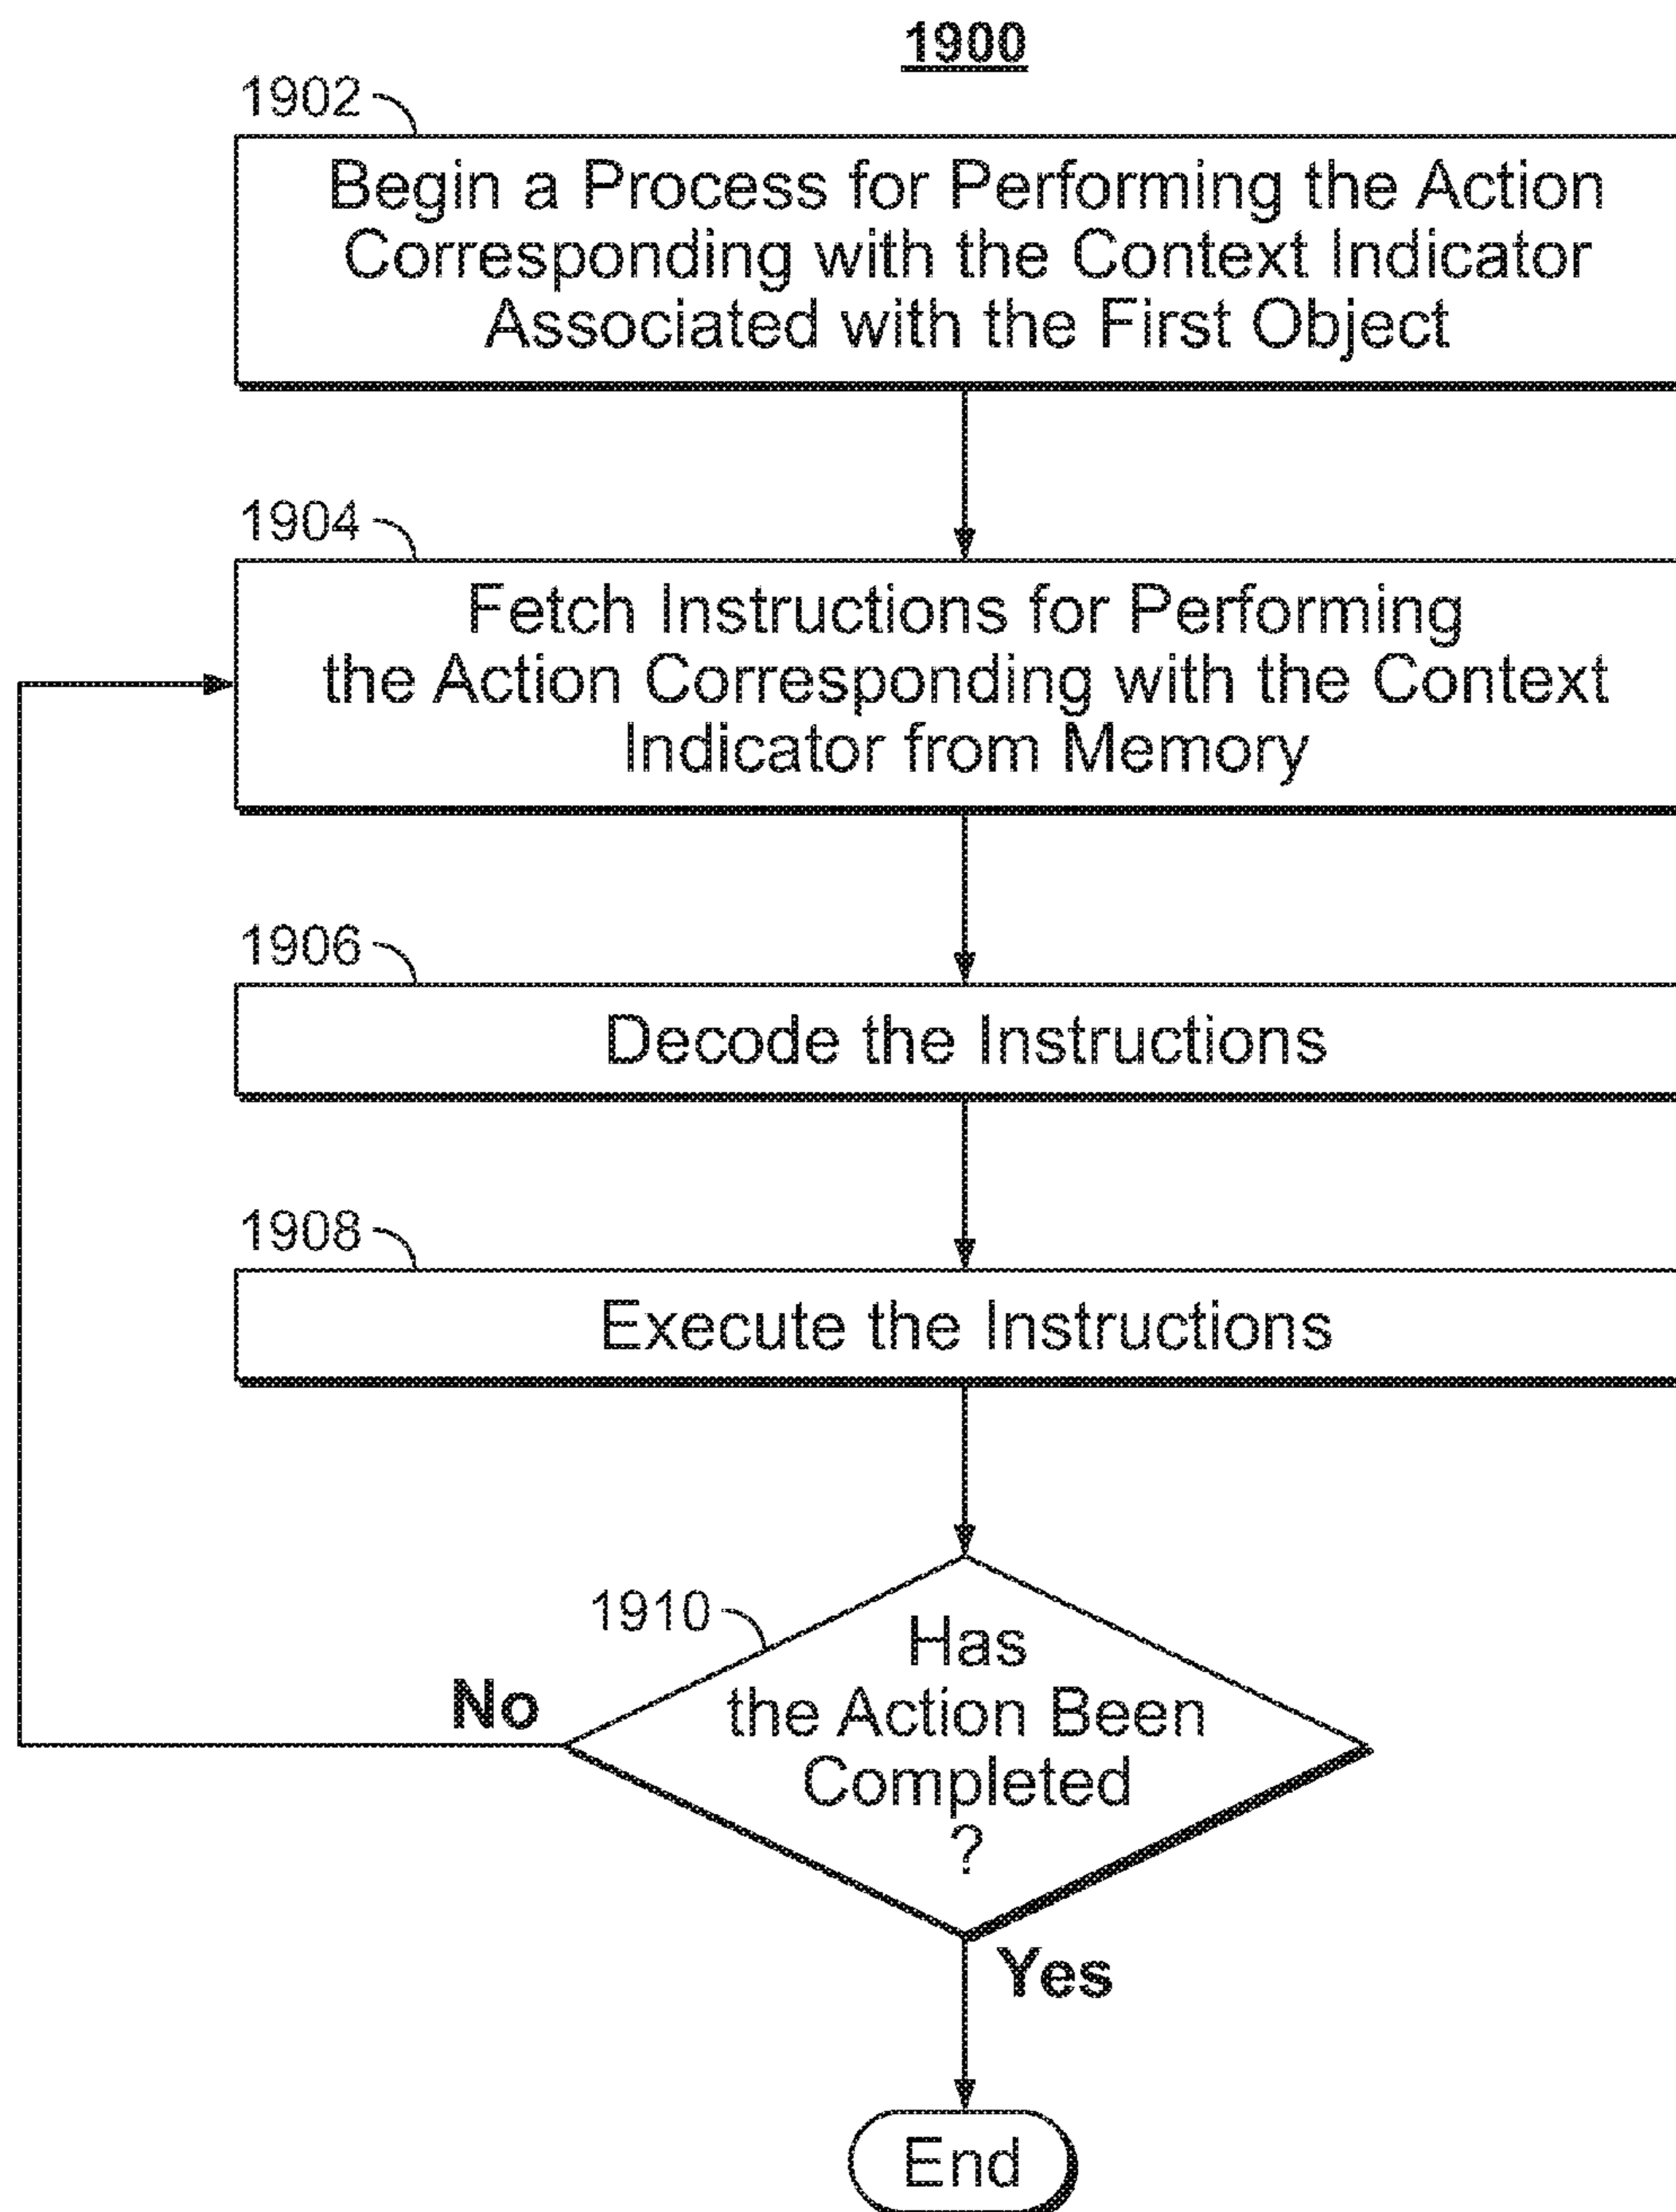 1900
1902
Begin a Process for Performing the Action
Corresponding with the Context Indicator
Associated with the First Object
1904
Fetch Instructions for Performing
the Action Corresponding with the Context
Indicator from Memory
1906
Decode the Instructions
1908
Execute the Instructions
1910
Has
the Action Been
Completed
?
No
Yes
End